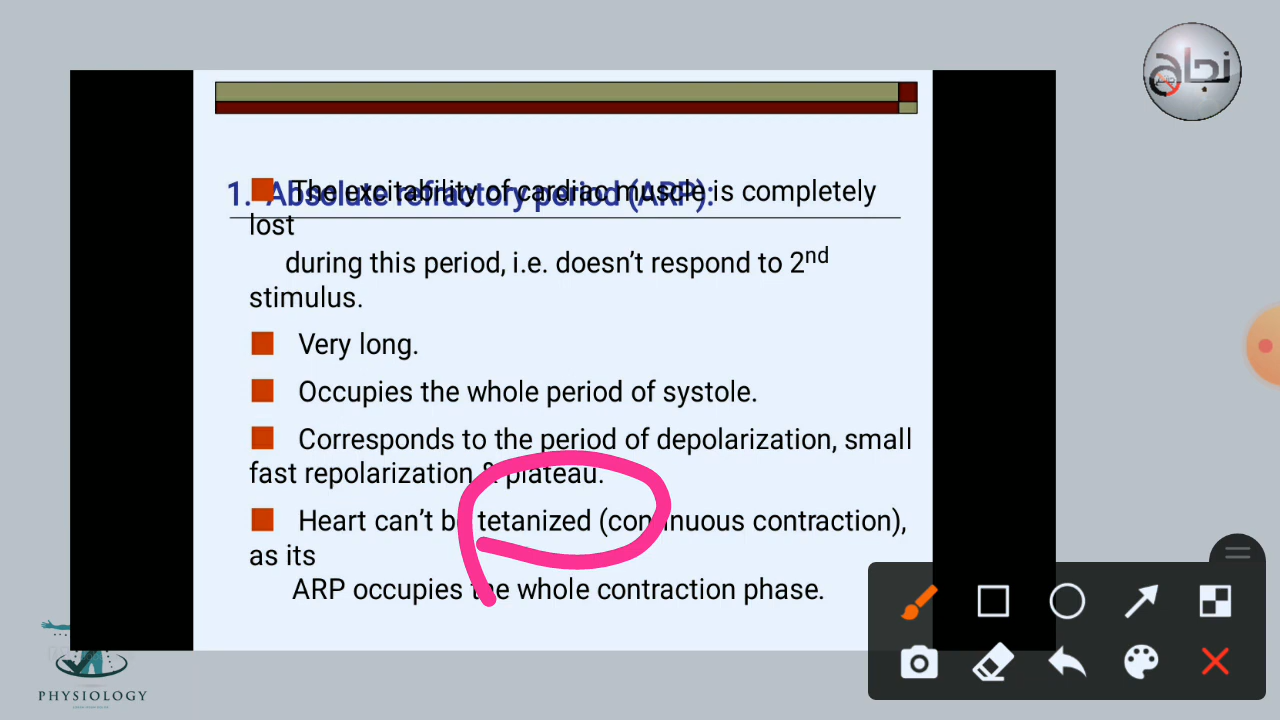 نجاح
1. Absolute refractory period (ARP):
The excitability of cardiac muscle is completely
lost
during this period, i.e. doesn’t respond to 2nd
stimulus.
Very long.
Occupies the whole period of systole.
Corresponds to the period of depolarization, small
fast repolarization & plateau.
Heart can’t be tetanized (continuous contraction),
as its
ARP occupies the whole contraction phase.
PHYSIOLOGY